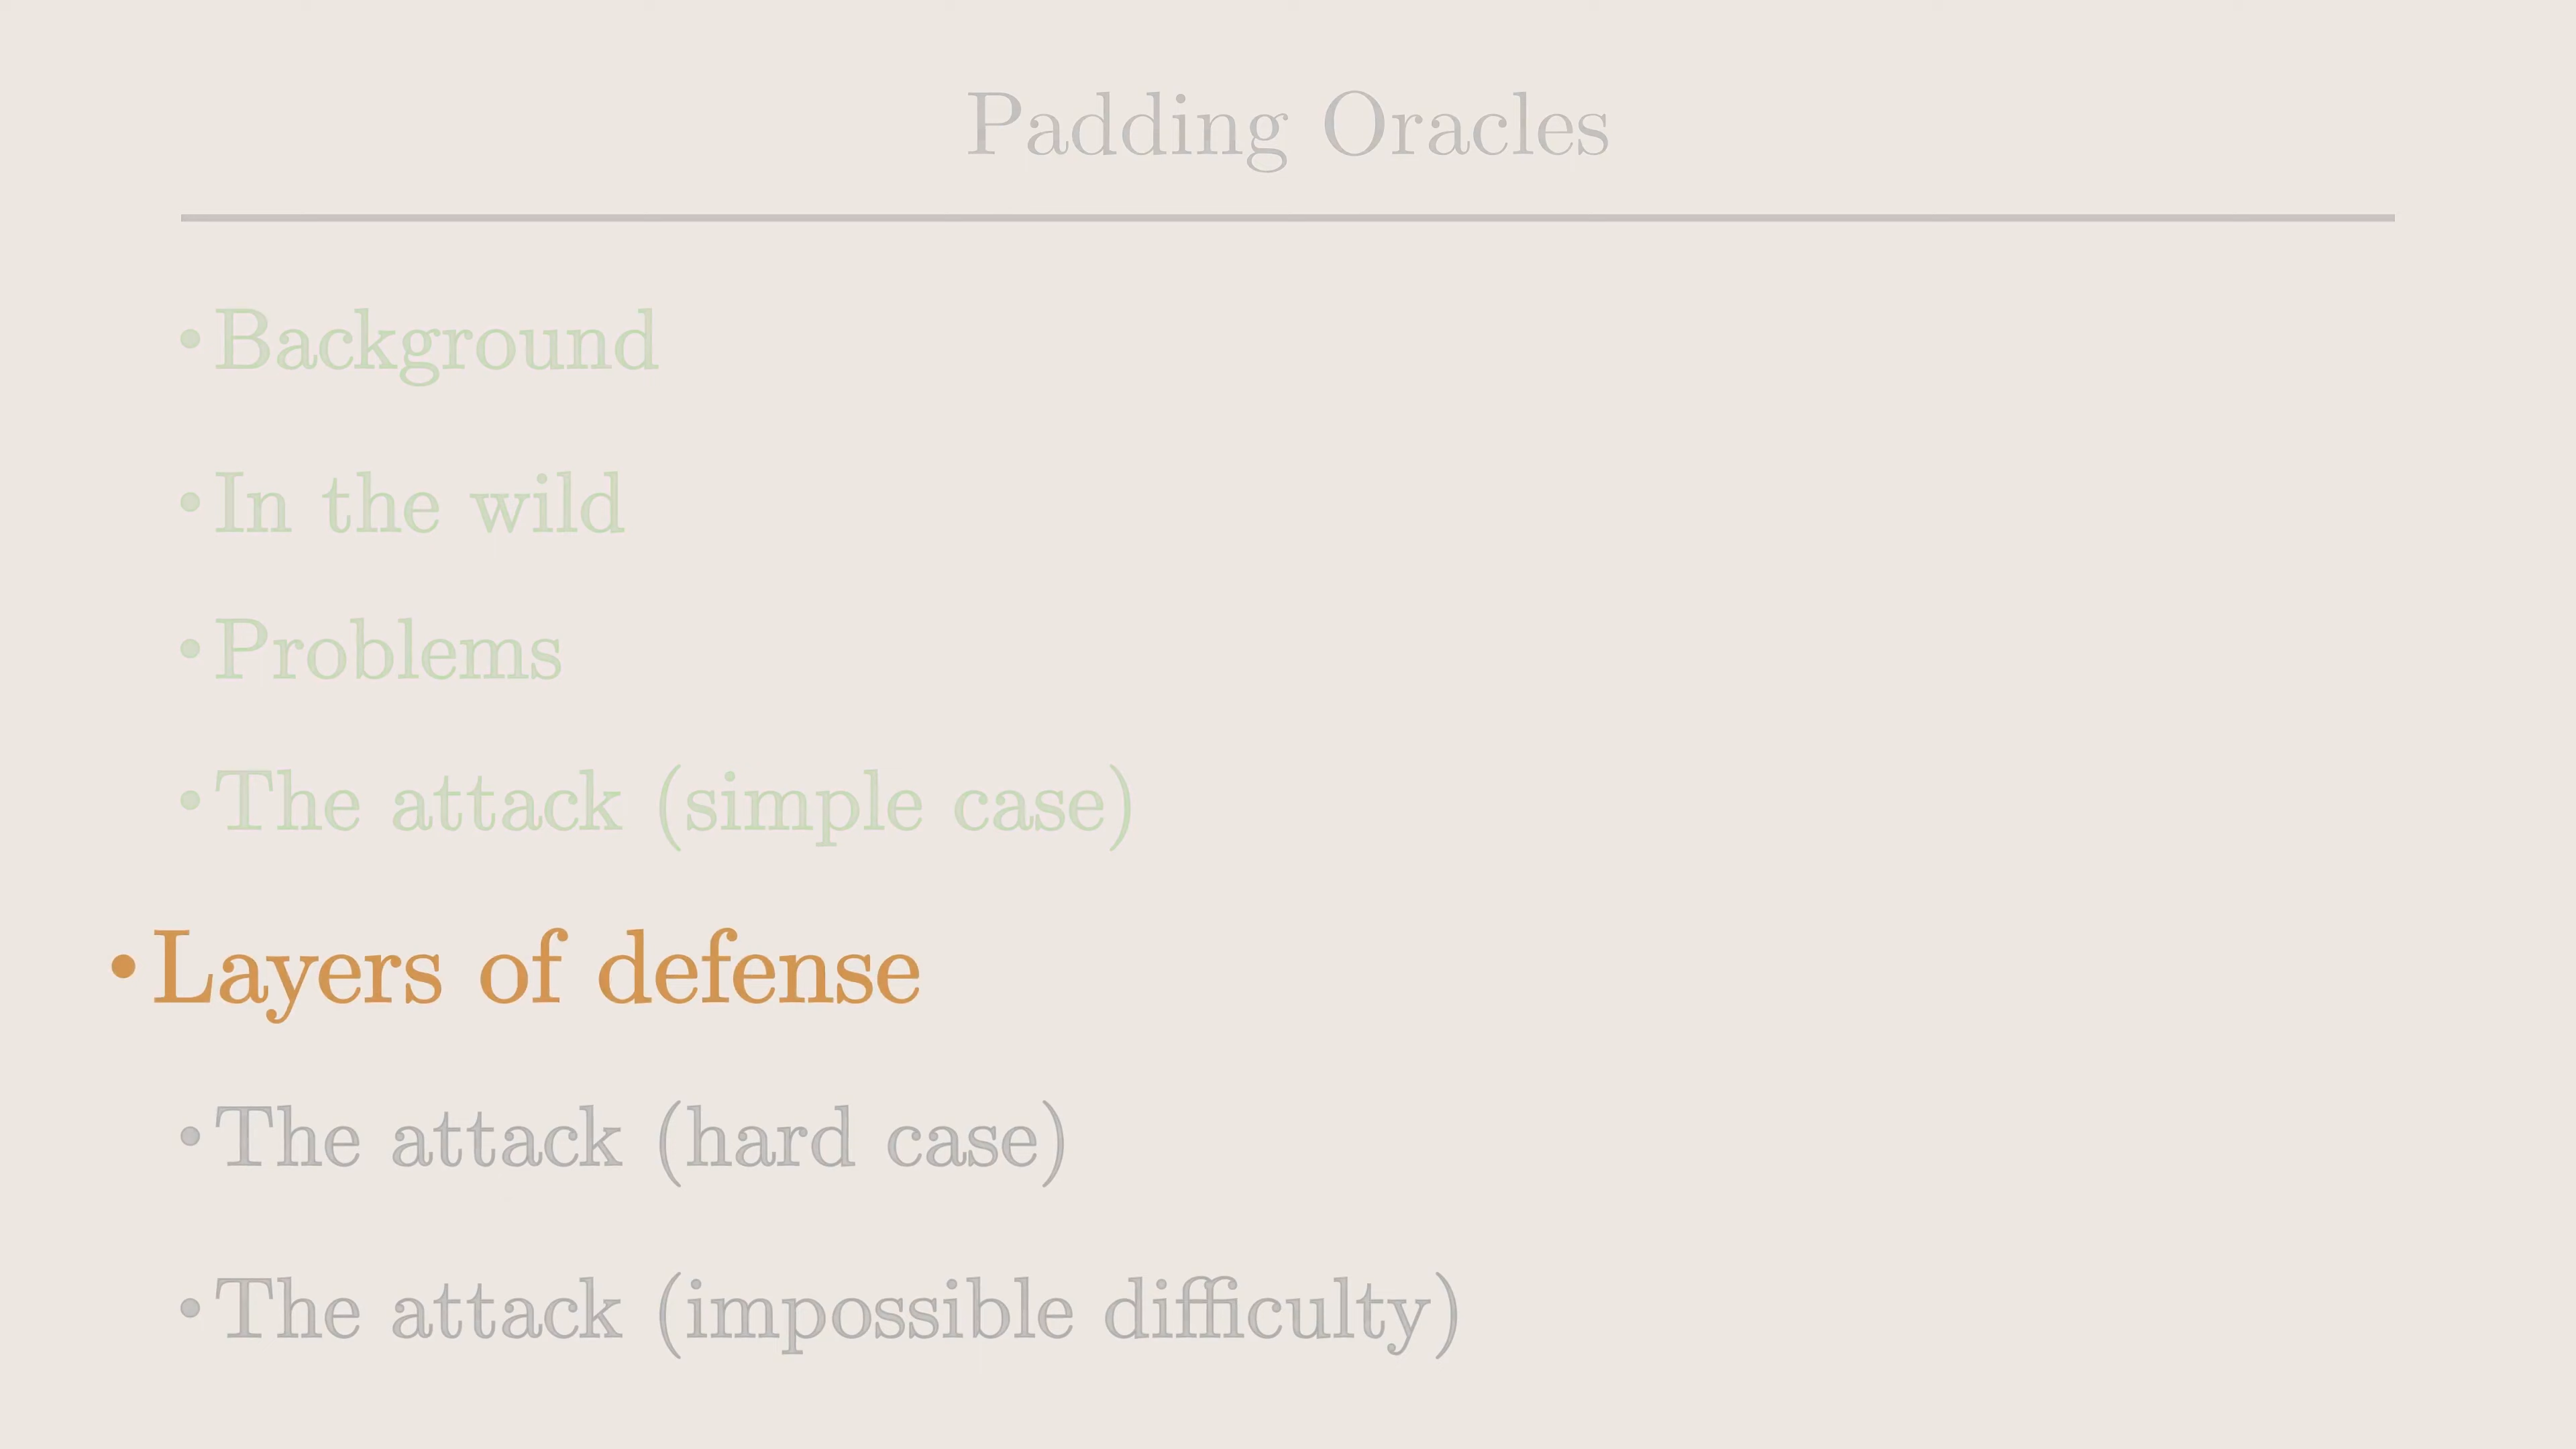 Padding Oracles
• Background
• In the wild
• Problems
• The attack (simple case)
• Layers of defense
• The attack (hard case)
• The attack (impossible difficulty)